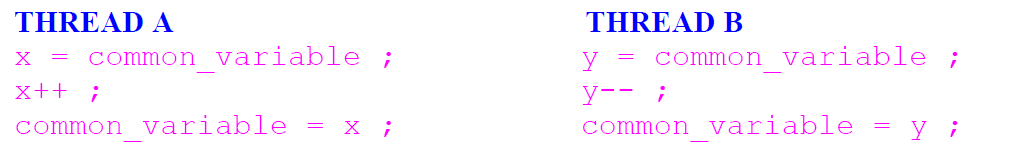 THREAD A
x = common_variable ;
x++ ;
common_variable = x ;
THREAD B
y = common_variable ;
y-- ;
common_variable = y ;